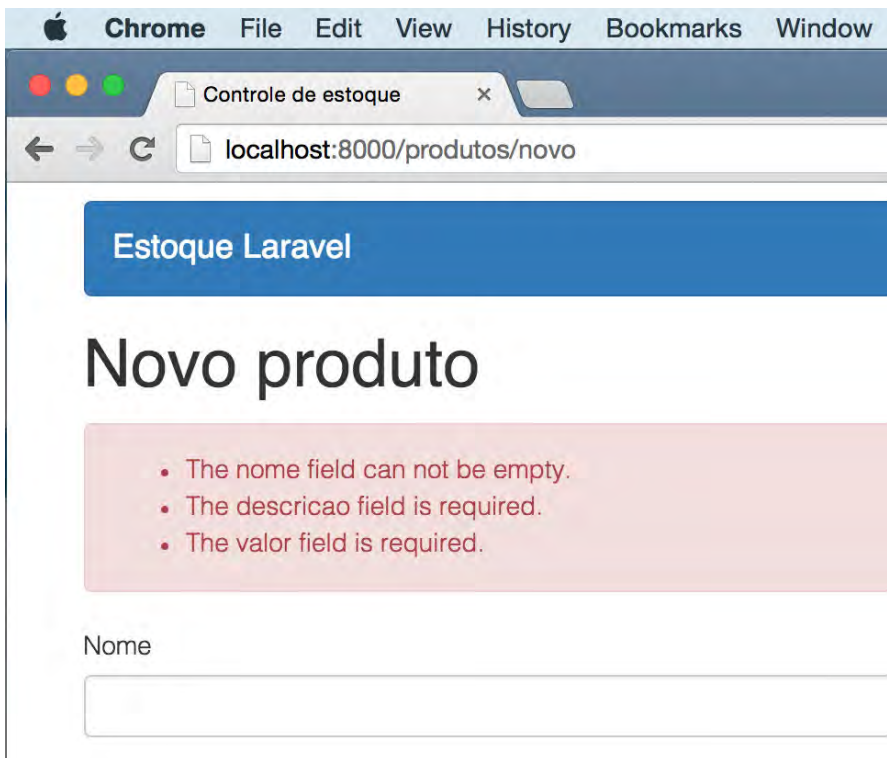 Chrome File Edit View History Bookmarks Window
Controle de estoque
localhost:8000/produtos/novo
Estoque Laravel
Novo produto
• The nome field can not be empty.
• The descricao field is required.
• The valor field is required.
Nome